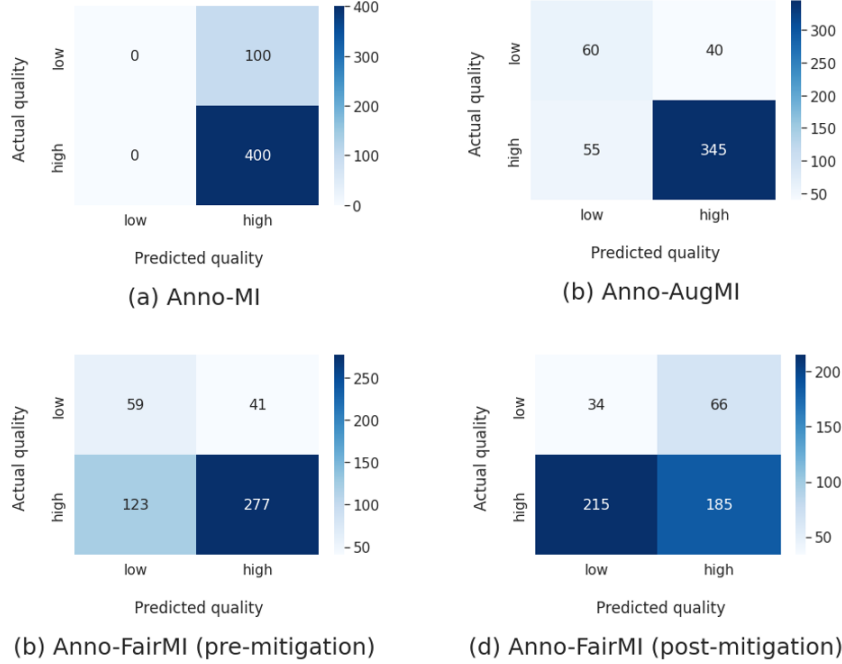 400
low
0
100
300
Actual quality
200
high
0
400
100
0
low
high
Predicted quality
(a) Anno-MI
300
low
60
40
250
Actual quality
200
150
high
55
345
100
50
low
high
Predicted quality
(b) Anno-AugMI
250
low
59
41
200
Actual quality
150
high
123
277
100
50
low
high
Predicted quality
(b) Anno-FairMI (pre-mitigation)
200
low
34
66
150
Actual quality
100
high
215
185
50
low
high
Predicted quality
(d) Anno-FairMI (post-mitigation)